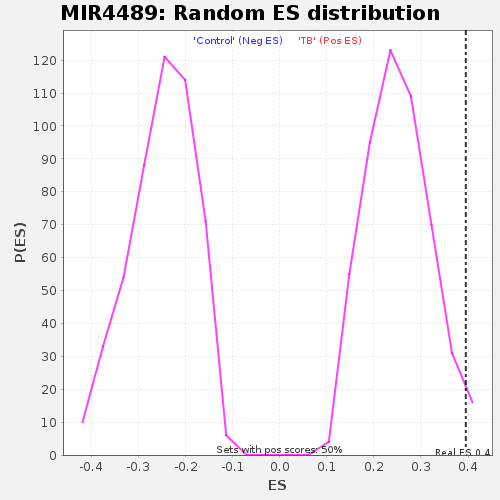 MIR4489: Random ES distribution
'Control' (Neg ES) 'TB' (Pos ES)
P(ES)
120
110
100
90
80
70
60
50
40
30
20
10
0
Sets with pos scores: 50%
Real ES 0.4
-0.4 -0.3 -0.2 -0.1 0.0 0.1 0.2 0.3 0.4
ES